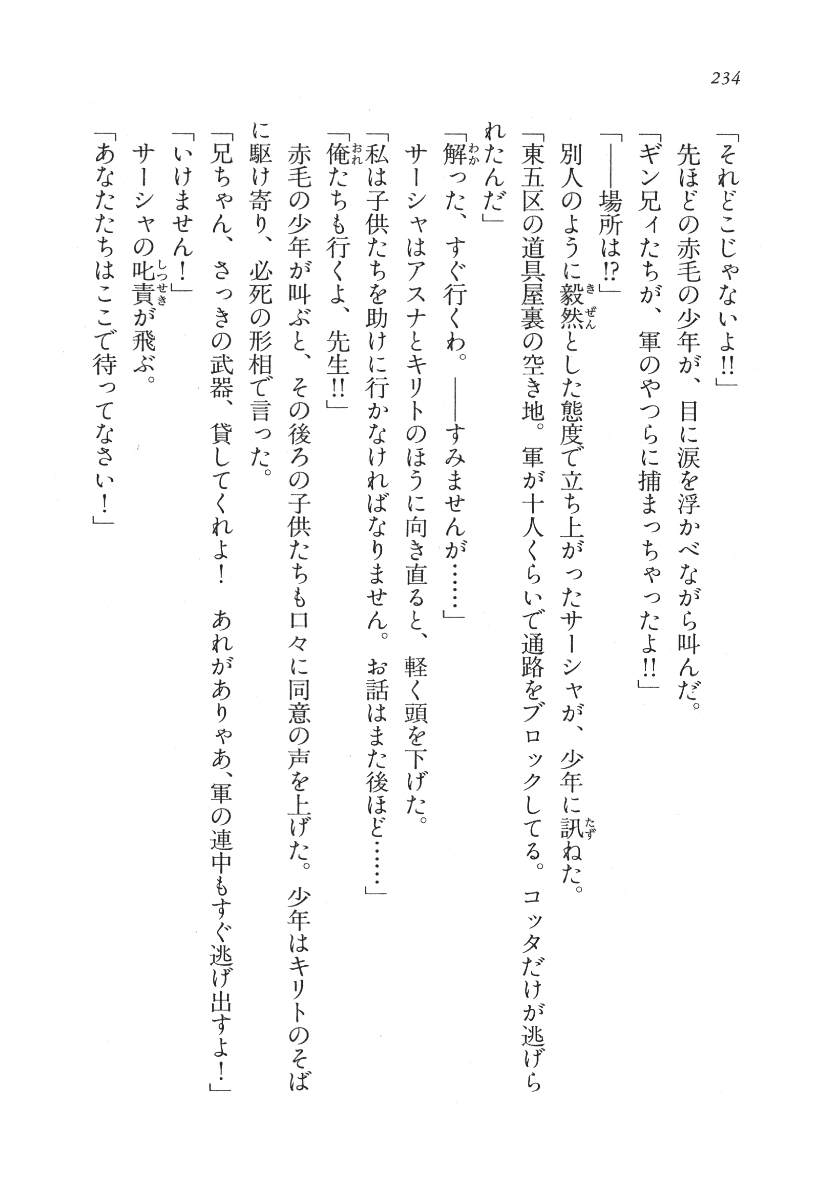 234
「それどこじゃないよ!!」
　先ほどの赤毛の少年が、目に涙を浮かべながら叫んだ。
「ギン兄ィたちが、軍のやつらに捕まっちゃったよ!!」
「――場所は!?」
　別人のように毅然とした態度で立ち上がったサーシャが、少年に訊ねた。
「東五区の道具屋裏の空き地。軍が十人くらいで通路をブロックしてる。コッタだけが逃げら
れたんだ」
「解った、すぐ行くわ。――すみませんが……」
　サーシャはアスナとキリトのほうに向き直ると、軽く頭を下げた。
「私は子供たちを助けに行かなければなりません。お話はまた後ほど……」
「俺たちも行くよ、先生!!」
　赤毛の少年が叫ぶと、その後ろの子供たちも口々に同意の声を上げた。少年はキリトのそば
に駆け寄り、必死の形相で言った。
「兄ちゃん、さっきの武器、貸してくれよ！　あれがありゃあ、軍の連中もすぐ逃げ出すよ！」
「いけません！」
　サーシャの叱責が飛ぶ。
「あなたたちはここで待ってなさい！」